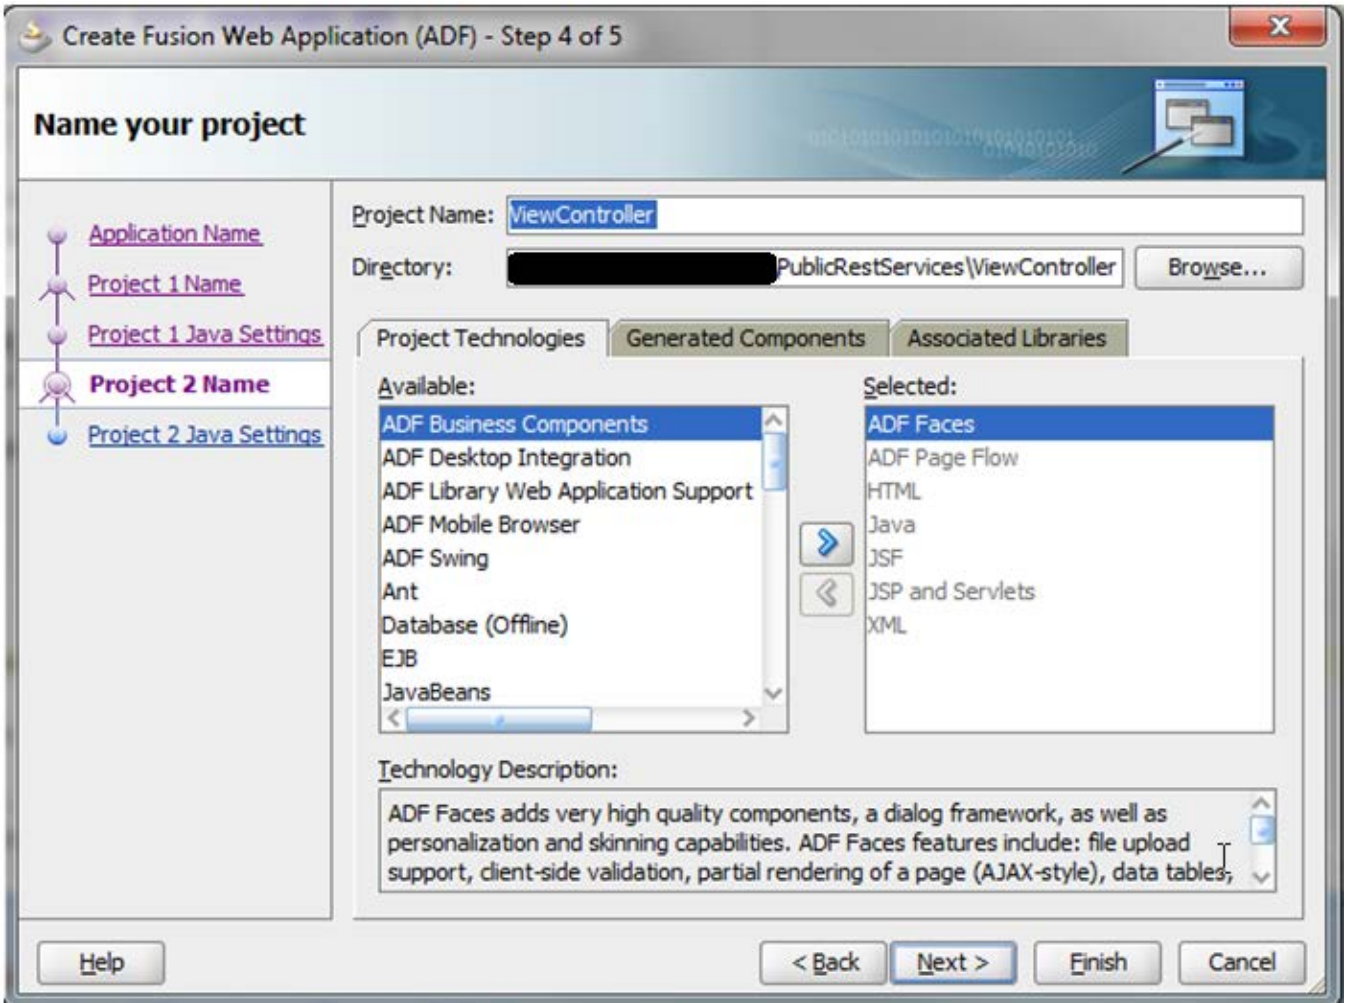 Create Fusion Web Application (ADF) - Step 4 of 5
Name your project
Application Name
Project 1 Name
Project 1 Java Settings
Project 2 Name
Project 2 Java Settings
Project Name: ViewController
Directory: PublicRestServices\ViewController Browse...
Project Technologies Generated Components Associated Libraries
Available:
ADF Business Components
ADF Desktop Integration
ADF Library Web Application Support
ADF Mobile Browser
ADF Swing
Ant
Database (Offline)
EJB
JavaBeans
Selected:
ADF Faces
ADF Page Flow
HTML
Java
JSF
JSP and Servlets
XML
Technology Description:
ADF Faces adds very high quality components, a dialog framework, as well as
personalization and skinning capabilities. ADF Faces features include: file upload
support, client-side validation, partial rendering of a page (AJAX-style), data tables,
Help < Back Next > Finish Cancel